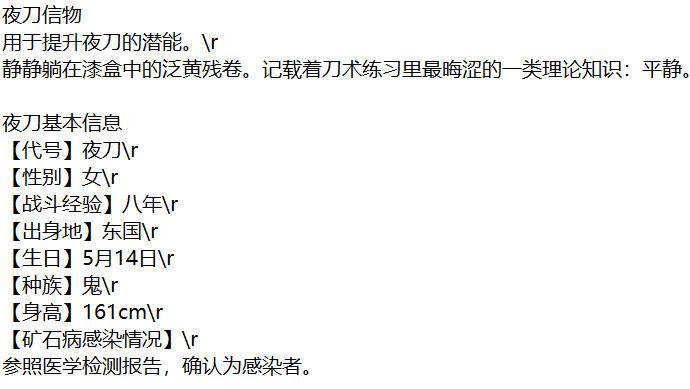 夜刀信物
用于提升夜刀的潜能。\r
静静躺在漆盒中的泛黄残卷。记载着刀术练习里最晦涩的一类理论知识：平静。
夜刀基本信息
【代号】夜刀\r
【性别】女\r
【战斗经验】八年\r
【出身地】东国\r
【生日】5月14日\r
【种族】鬼\r
【身高】161cm\r
【矿石病感染情况】\r
参照医学检测报告，确认为感染者。